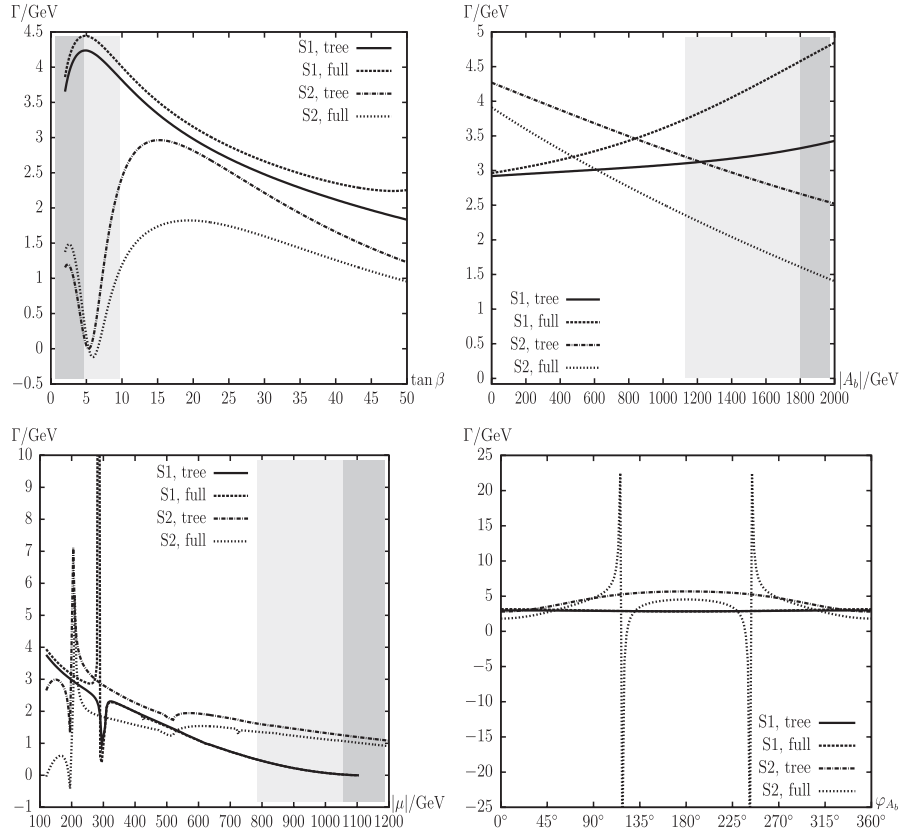 Γ/GeV
4.5
4
3.5
3
2.5
2
1.5
1
0.5
0
−0.5
S1, tree
S1, full
S2, tree
S2, full
0 5 10 15 20 25 30 35 40 45 50
tan β
Γ/GeV
5
4.5
4
3.5
3
2.5
2
1.5
1
0.5
0
S1, tree
S1, full
S2, tree
S2, full
0 200 400 600 800 1000 1200 1400 1600 1800 2000
|A_b|/GeV
Γ/GeV
10
9
8
7
6
5
4
3
2
1
0
−1
S1, tree
S1, full
S2, tree
S2, full
100 200 300 400 500 600 700 800 900 1000 1100 1200
|μ|/GeV
Γ/GeV
25
20
15
10
5
0
−5
−10
−15
−20
−25
S1, tree
S1, full
S2, tree
S2, full
0° 45° 90° 135° 180° 225° 270° 315° 360°
φ_{A_b}